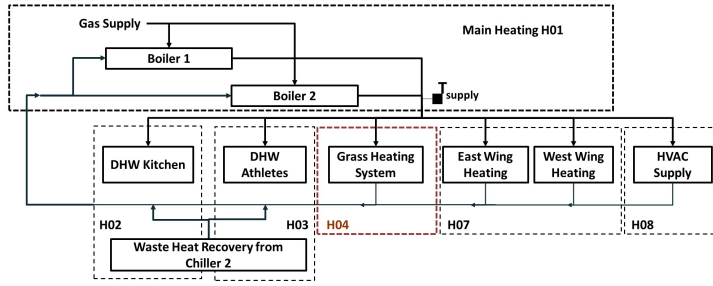 Gas Supply
Main Heating H01
Boiler 1
Boiler 2
T
supply
DHW Kitchen
DHW
Athletes
Grass Heating
System
East Wing
Heating
West Wing
Heating
HVAC
Supply
H02
H03
H04
H07
H08
Waste Heat Recovery from
Chiller 2